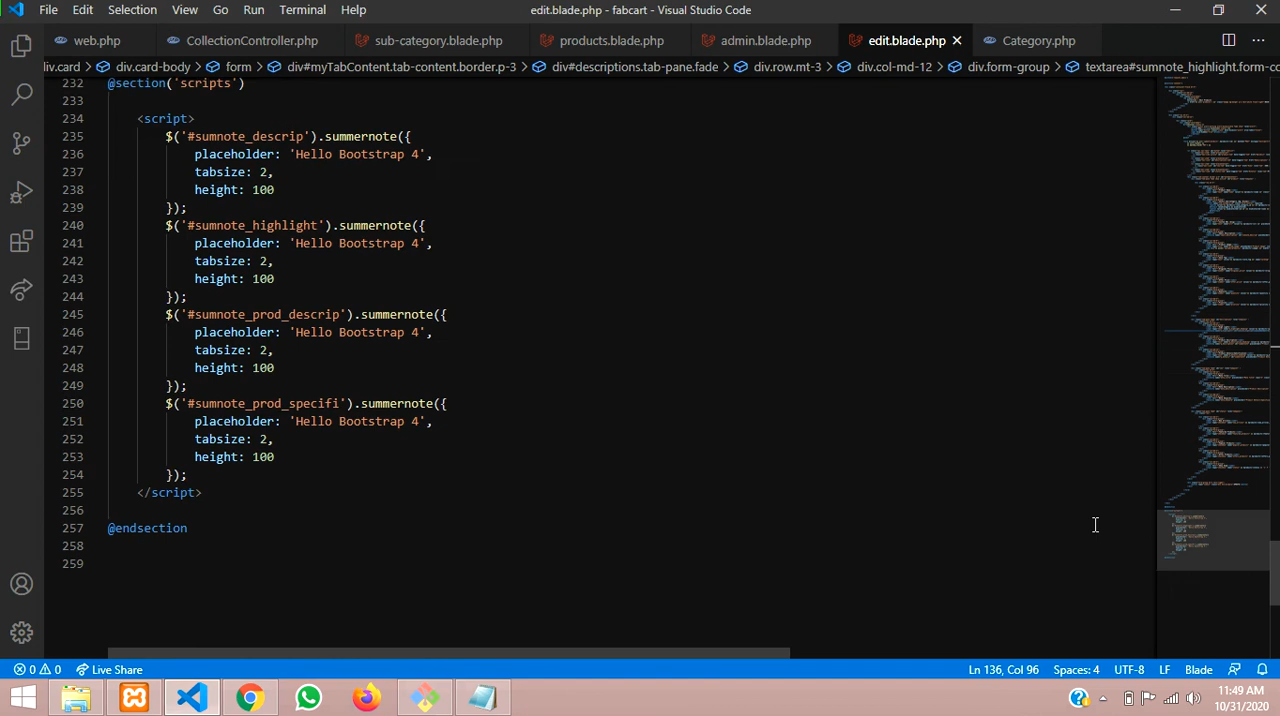 File Edit Selection View Go Run Terminal Help edit.blade.php - fabcart - Visual Studio Code
web.php CollectionController.php sub-category.blade.php products.blade.php admin.blade.php edit.blade.php Category.php
div.card div.card-body form div#myTabContent.tab-content.border.p-3 div#descriptions.tab-pane.fade div.row.mt-3 div.col-md-12 div.form-group textarea#sumnote_highlight.form-co
232 @section('scripts')
233
234 <script>
235 $('#sumnote_descrip').summernote({
236 placeholder: 'Hello Bootstrap 4',
237 tabsize: 2,
238 height: 100
239 });
240 $('#sumnote_highlight').summernote({
241 placeholder: 'Hello Bootstrap 4',
242 tabsize: 2,
243 height: 100
244 });
245 $('#sumnote_prod_descrip').summernote({
246 placeholder: 'Hello Bootstrap 4',
247 tabsize: 2,
248 height: 100
249 });
250 $('#sumnote_prod_specifi').summernote({
251 placeholder: 'Hello Bootstrap 4',
252 tabsize: 2,
253 height: 100
254 });
255 </script>
256
257 @endsection
258
259
0 0 Live Share Ln 136, Col 96 Spaces: 4 UTF-8 LF Blade
11:49 AM
10/31/2020